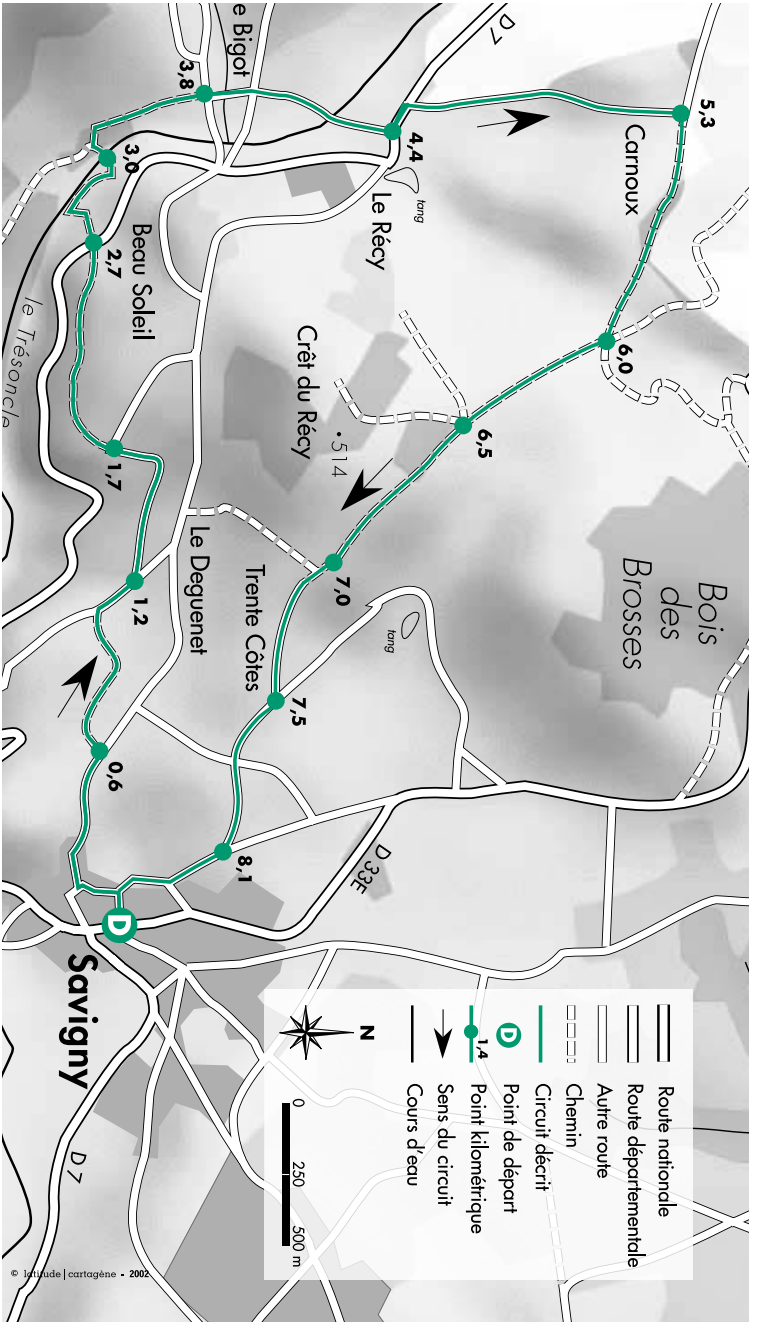 D7
e Bigot
3,8
4,4
5,3
Carnoux
3,0
tang
Le Récy
Beau Soleil
2,7
6,0
le Trésoncle
Crêt du Récy
514
6,5
1,7
Le Deguenet
Trente Côtes
7,0
tang
Bois
des
Brosses
1,2
7,5
0,6
8,1
D 33E
D
Savigny
D7
N
Route nationale
Route départementale
Autre route
Chemin
Circuit décrit
D
Point de départ
1,4
Point kilométrique
Sens du circuit
Cours d'eau
0
250
500 m
© latitude | cartagène - 2002